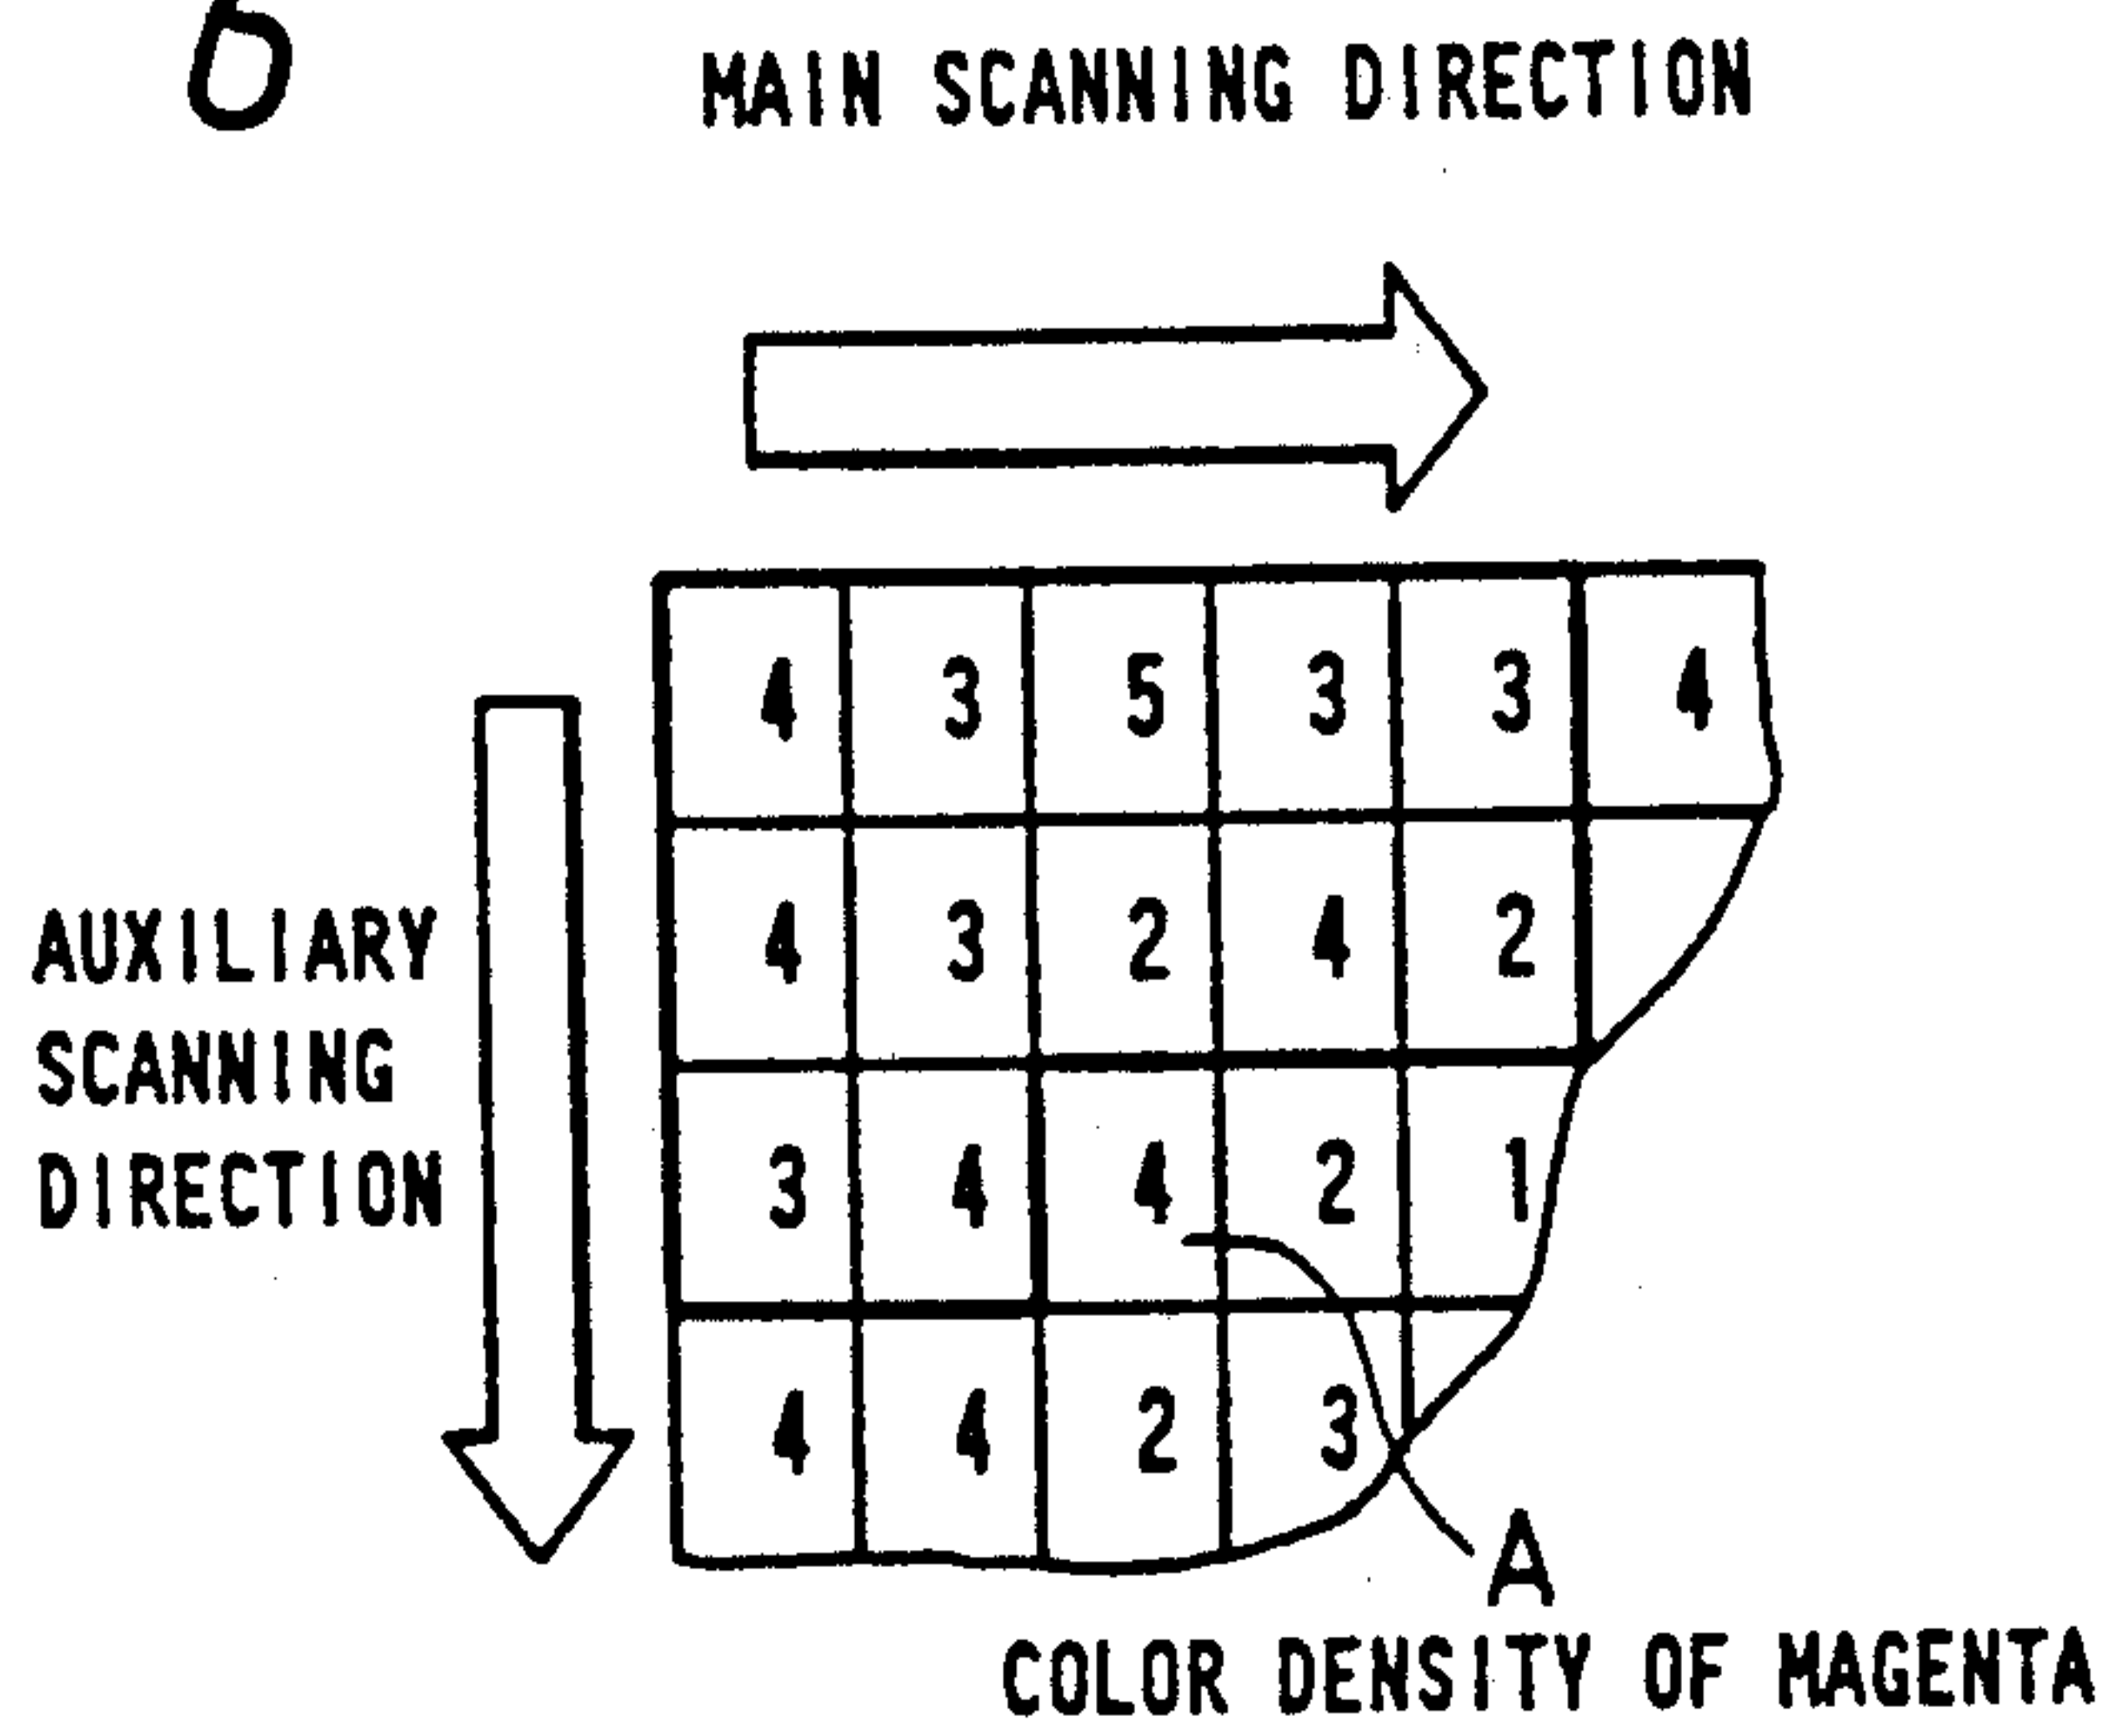 6
MAIN SCANNING DIRECTION
4 3 5 3 3 4
4 3 2 4 2
AUXILIARY
SCANNING
DIRECTION
3 4 4 2 1
4 4 2 3
A
COLOR DENSITY OF MAGENTA